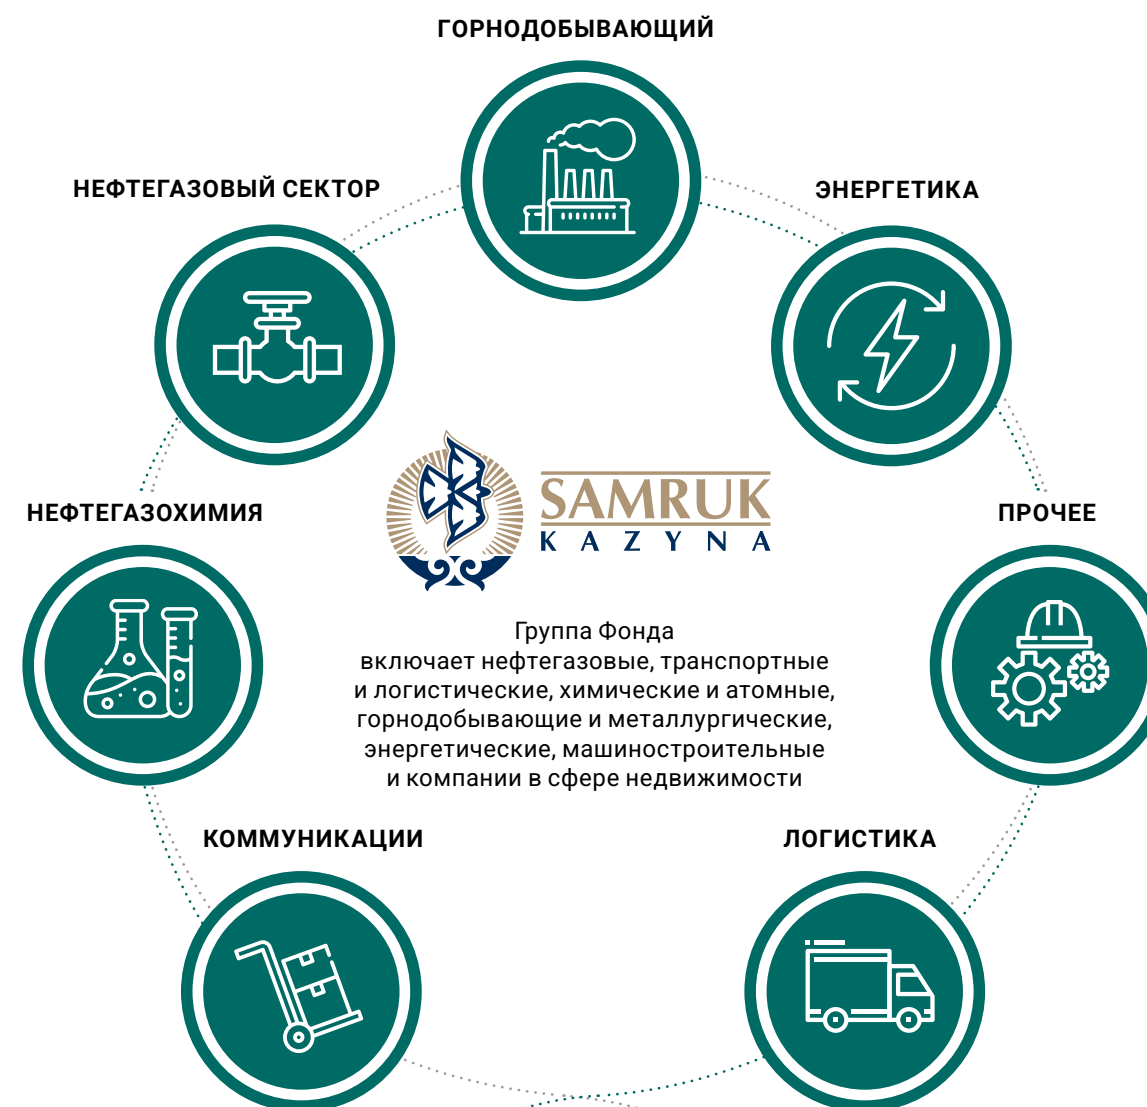 ГОРНОДОБЫВАЮЩИЙ
НЕФТЕГАЗОВЫЙ СЕКТОР
ЭНЕРГЕТИКА
НЕФТЕГАЗОХИМИЯ
SAMRUK
KAZYNA
ПРОЧЕЕ
Группа Фонда
включает нефтегазовые, транспортные
и логистические, химические и атомные,
горнодобывающие и металлургические,
энергетические, машиностроительные
и компании в сфере недвижимости
КОММУНИКАЦИИ
ЛОГИСТИКА